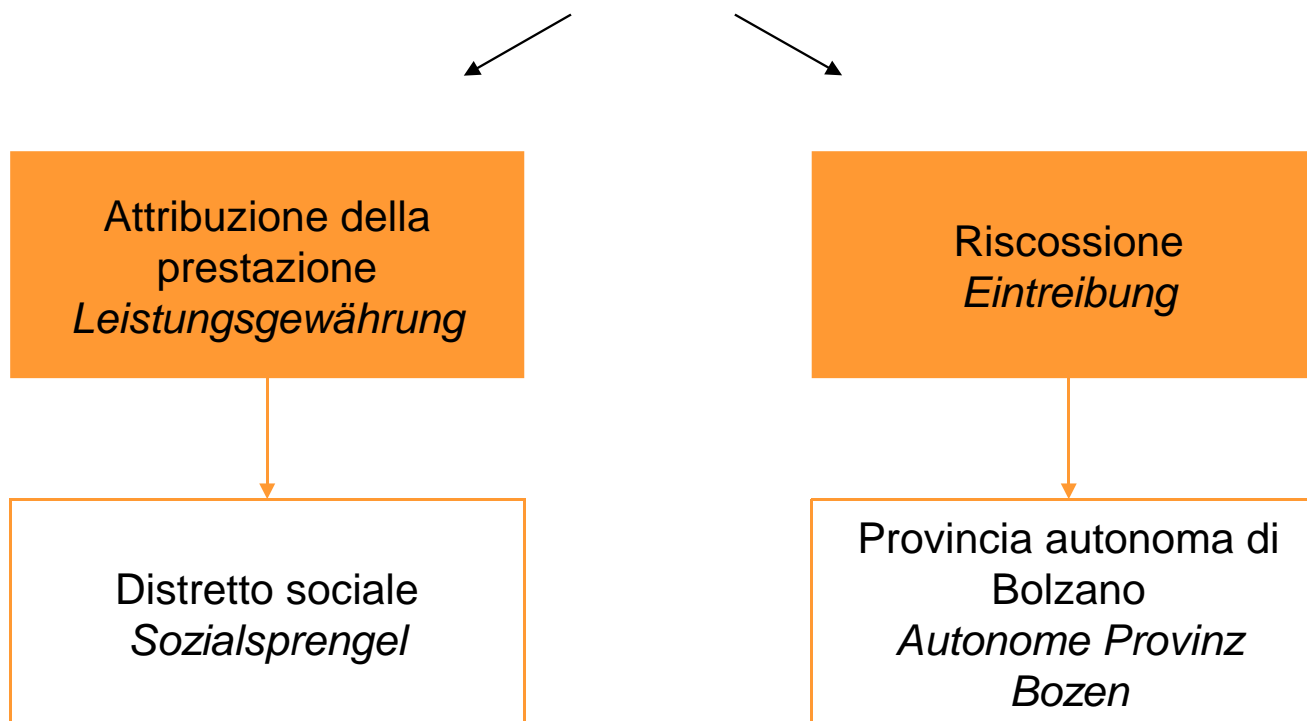 Attribuzione della
prestazione
Leistungsgewährung
Riscossione
Eintreibung
Distretto sociale
Sozialsprengel
Provincia autonoma di
Bolzano
Autonome Provinz
Bozen